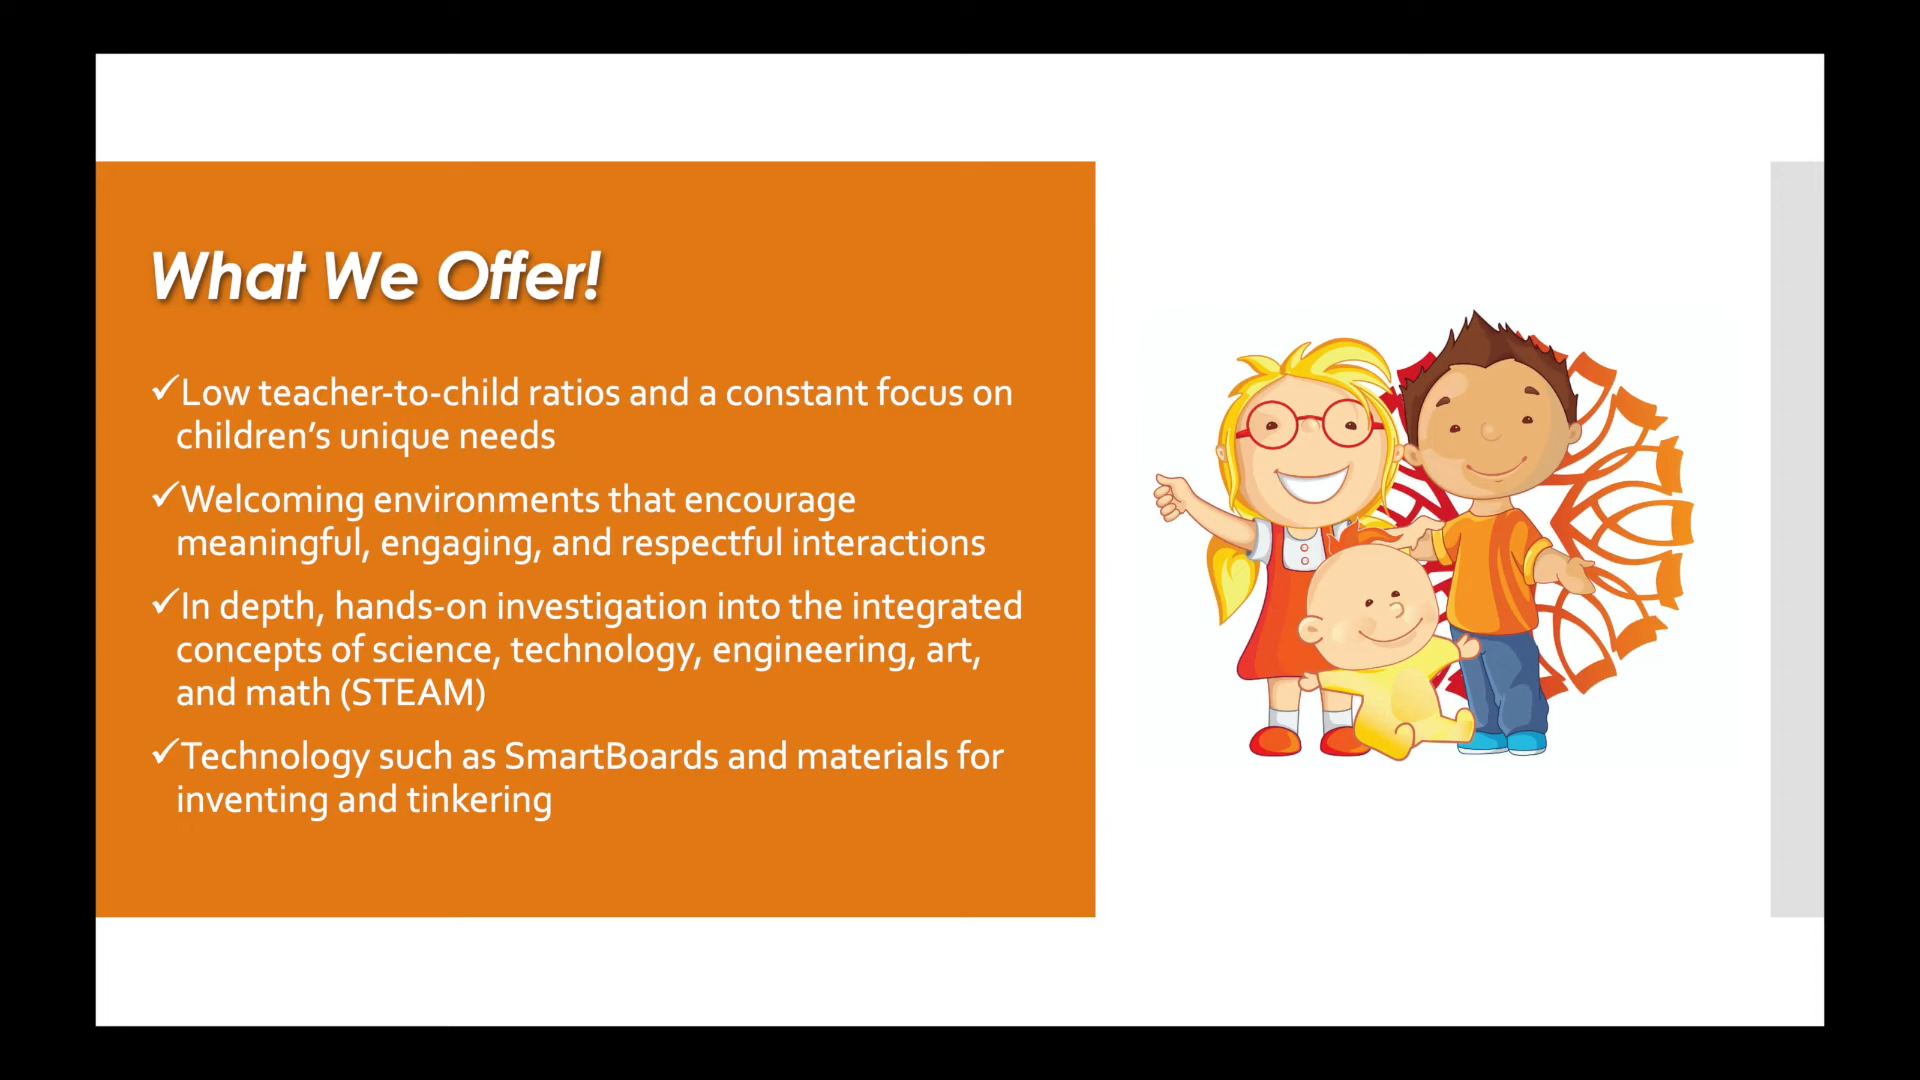 What We Offer!
✓Low teacher-to-child ratios and a constant focus on
children’s unique needs
✓Welcoming environments that encourage
meaningful, engaging, and respectful interactions
✓In depth, hands-on investigation into the integrated
concepts of science, technology, engineering, art,
and math (STEAM)
✓Technology such as SmartBoards and materials for
inventing and tinkering